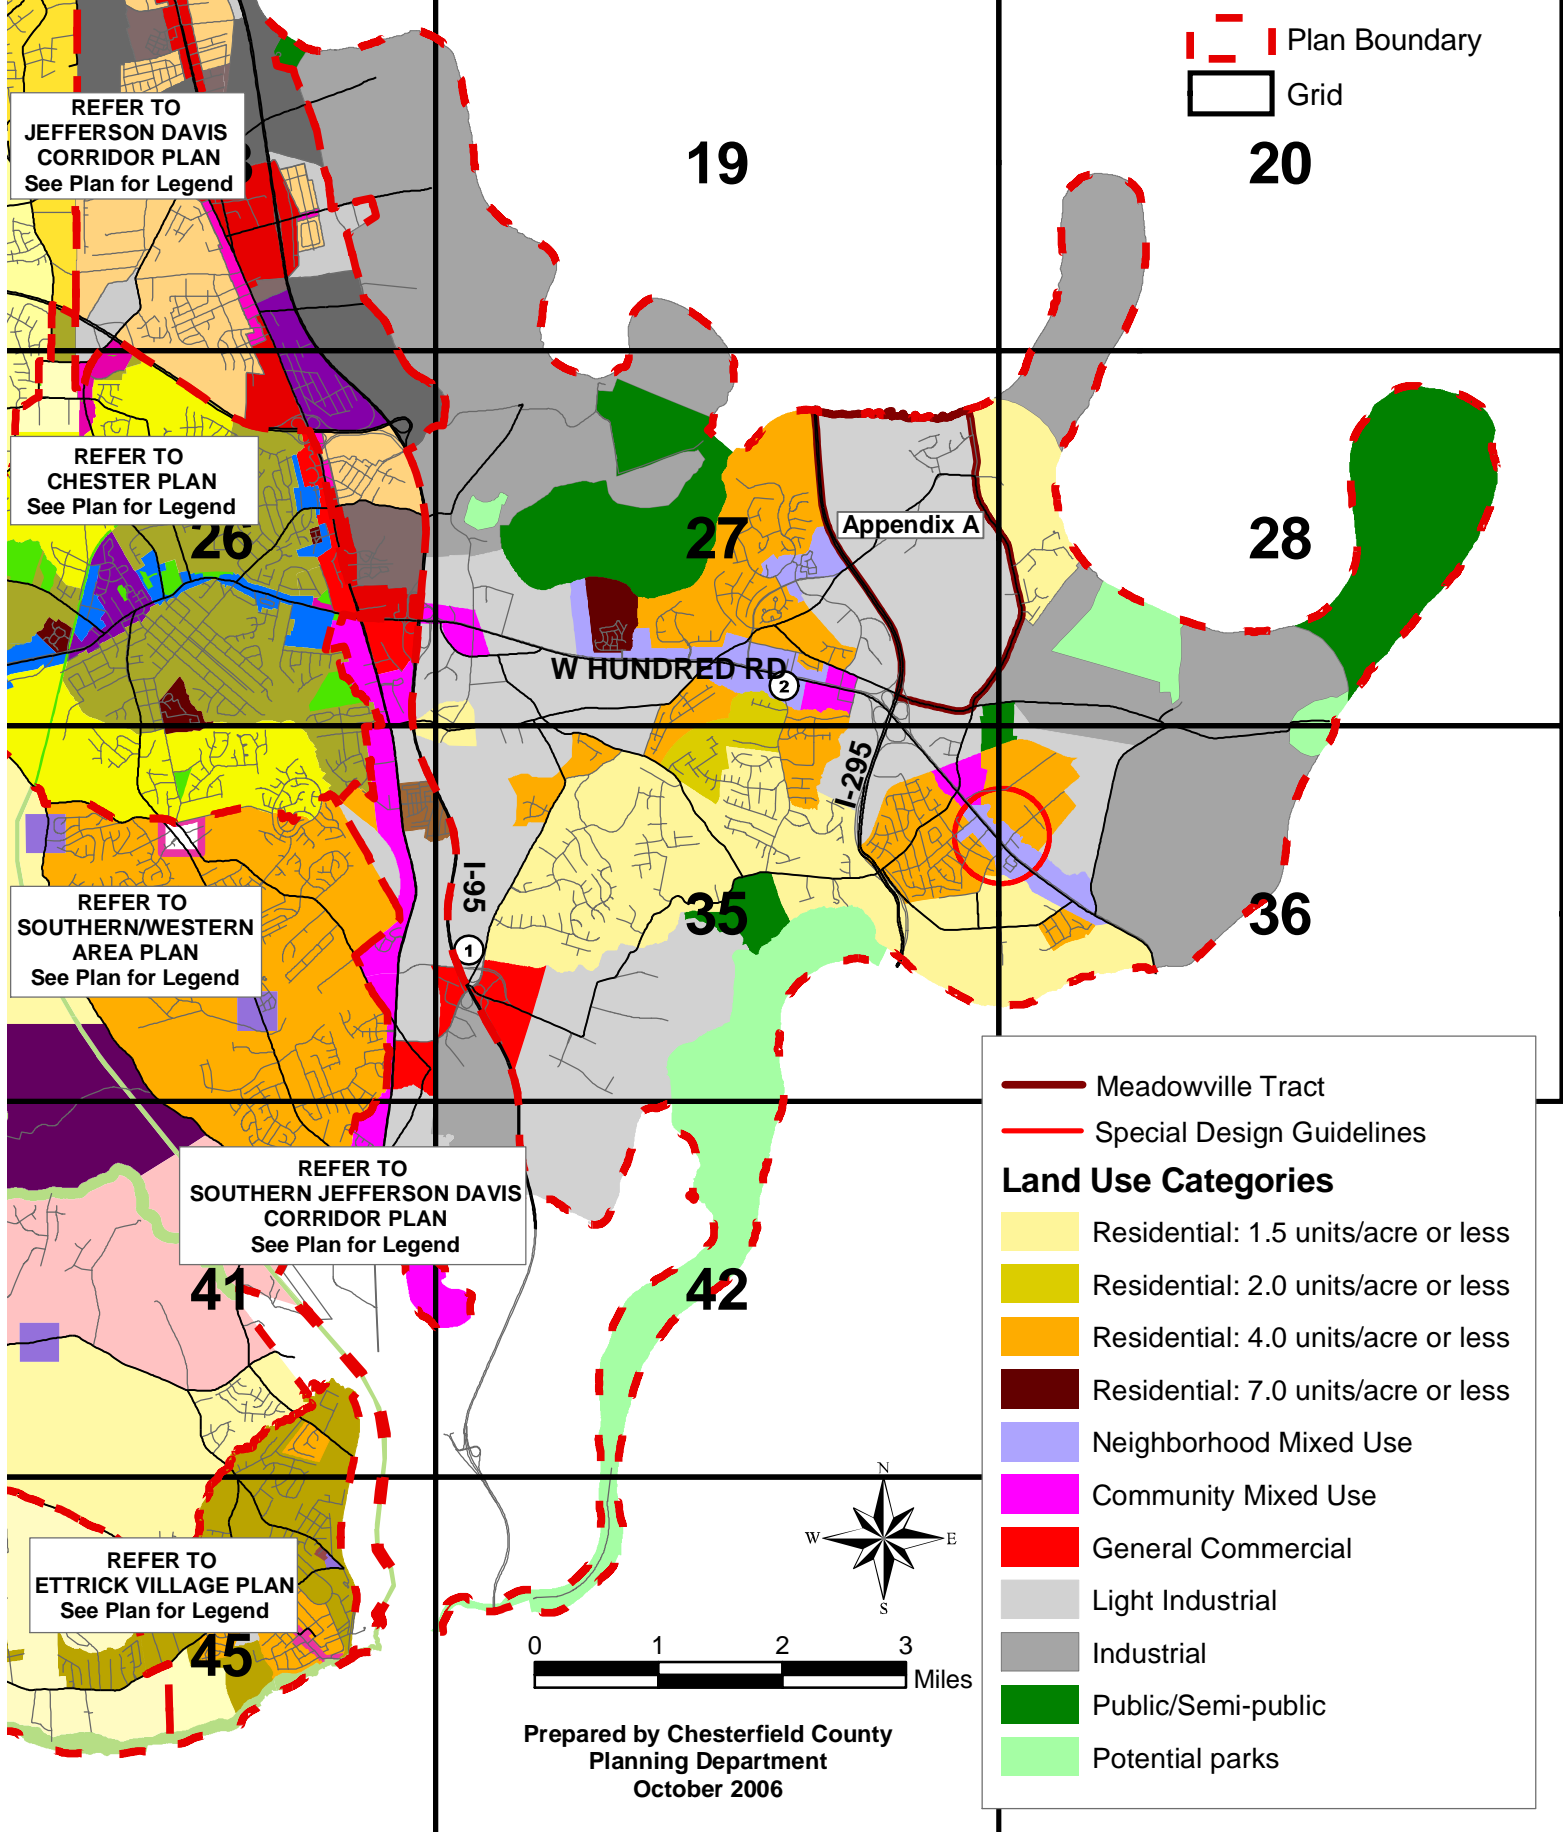 Plan Boundary
Grid
REFER TO
JEFFERSON DAVIS
CORRIDOR PLAN
See Plan for Legend
19
20
REFER TO
CHESTER PLAN
See Plan for Legend
26
27
Appendix A
28
W HUNDRED RD
2
I-295
REFER TO
SOUTHERN/WESTERN
AREA PLAN
See Plan for Legend
I-95
1
35
36
REFER TO
SOUTHERN JEFFERSON DAVIS
CORRIDOR PLAN
See Plan for Legend
41
42
Meadowville Tract
Special Design Guidelines
Land Use Categories
Residential: 1.5 units/acre or less
Residential: 2.0 units/acre or less
Residential: 4.0 units/acre or less
Residential: 7.0 units/acre or less
Neighborhood Mixed Use
Community Mixed Use
General Commercial
Light Industrial
Industrial
Public/Semi-public
Potential parks
N
W
E
S
REFER TO
ETTRICK VILLAGE PLAN
See Plan for Legend
45
0 1 2 3
Miles
Prepared by Chesterfield County
Planning Department
October 2006